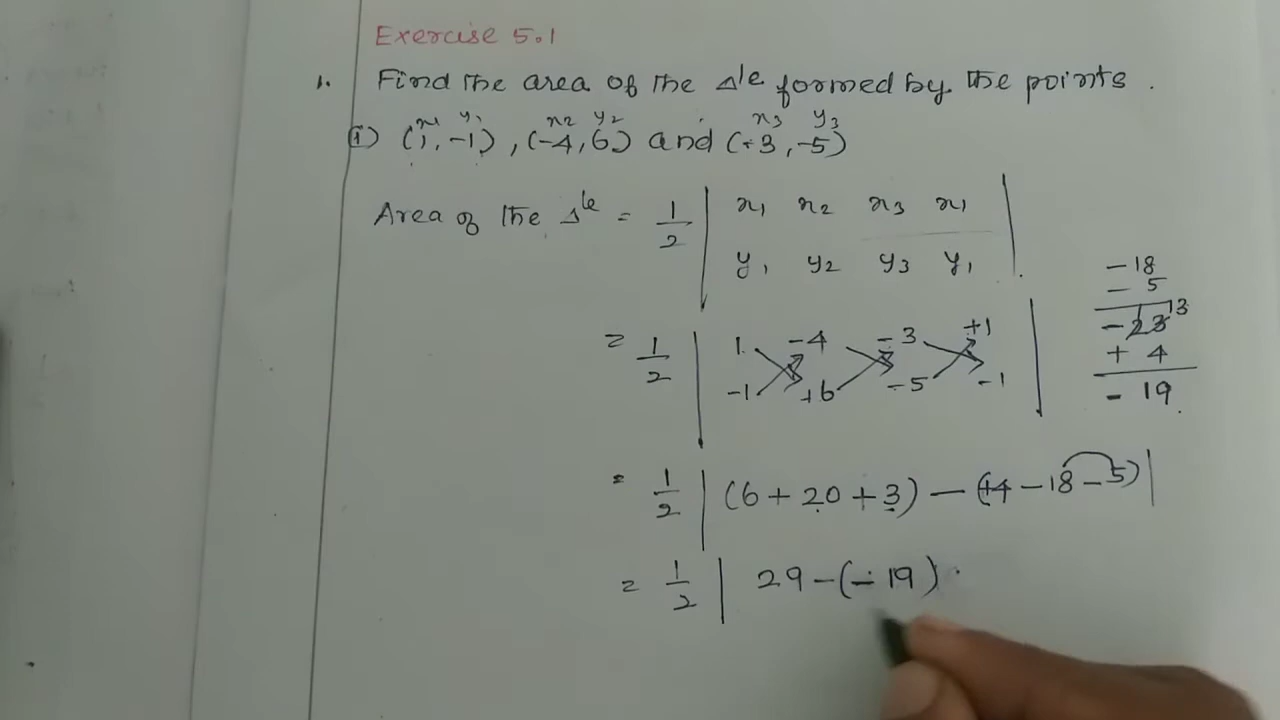 Exercise 5.1
1. Find the area of the Δle formed by the points.
x1 y1 x2 y2 x3 y3
i) (1, -1), (-4, 6) and (-3, -5)
Area of the Δle = 1/2 | x1 x2 x3 x1
y1 y2 y3 y1 |
= 1/2 | 1 -4 -3 +1
-1 +6 -5 -1 |
= 1/2 | (6 + 20 + 3) - (+4 - 18 - 5) |
= 1/2 | 29 - (-19)
-18
- 5
13
-23
+ 4
- 19